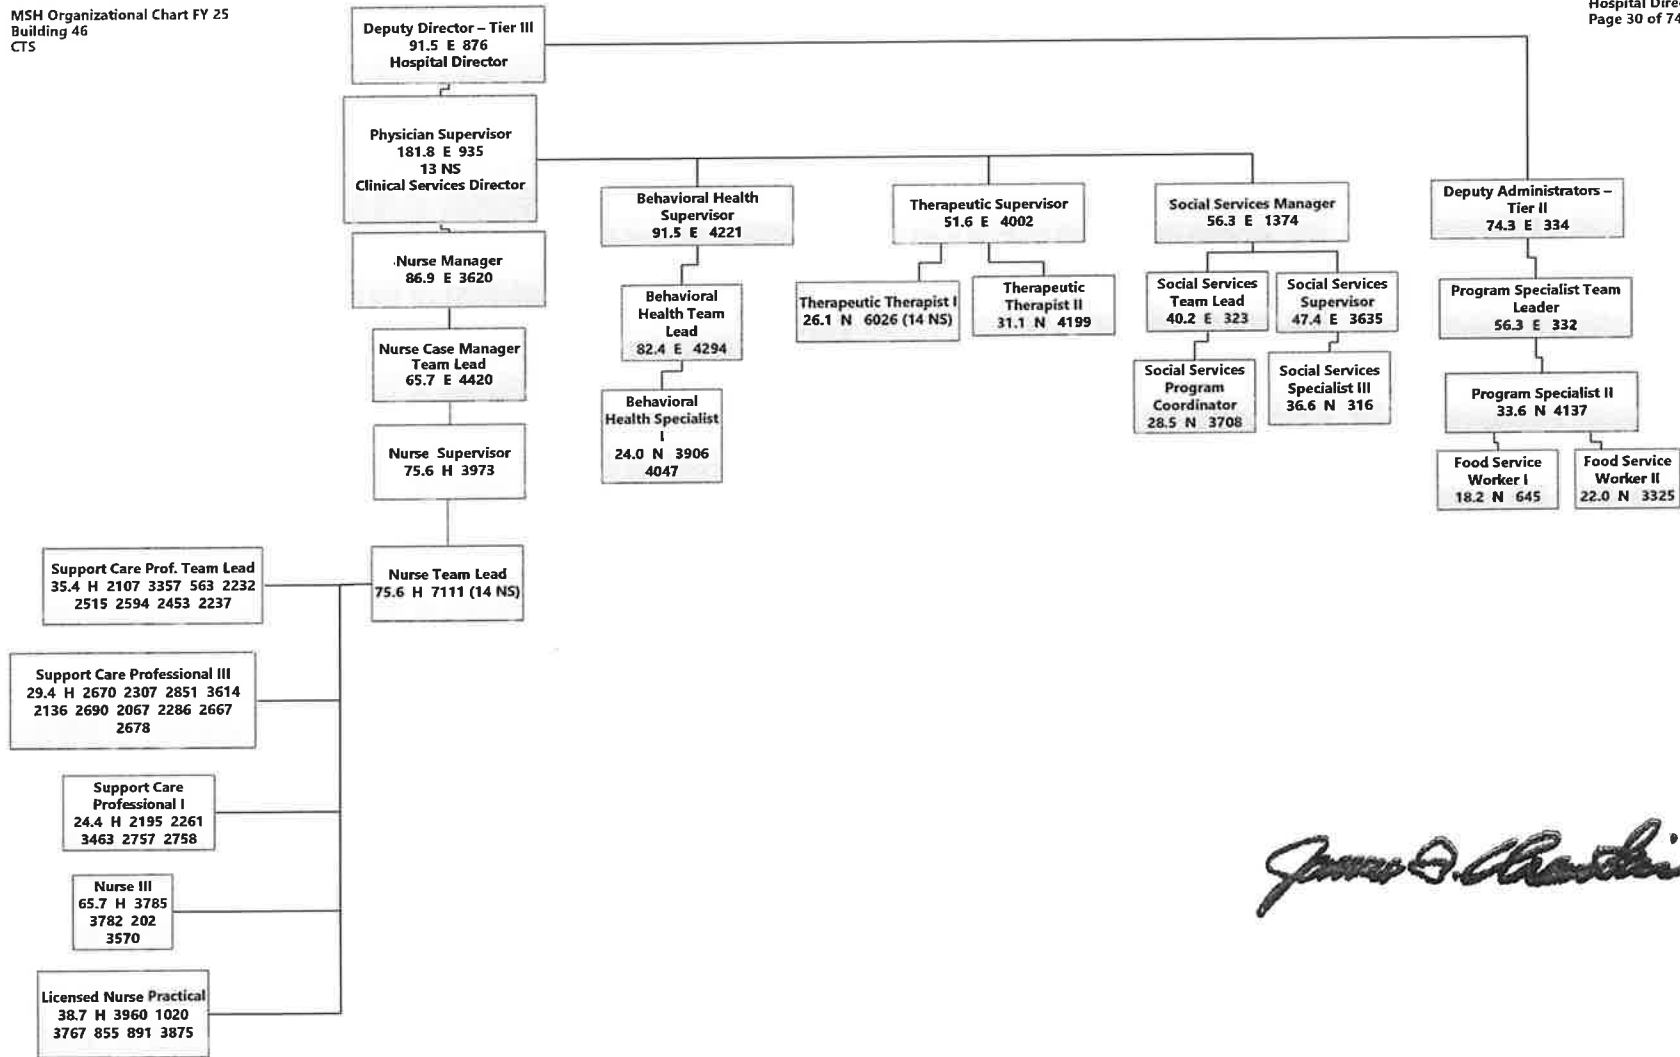 MSH Organizational Chart FY 25
Building 46
CTS
Page 30 of 74
Deputy Director – Tier III
91.5 E 876
Hospital Director
Physician Supervisor
181.8 E 935
13 NS
Clinical Services Director
Behavioral Health
Supervisor
91.5 E 4221
Therapeutic Supervisor
51.6 E 4002
Social Services Manager
56.3 E 1374
Deputy Administrators –
Tier II
74.3 E 334
Nurse Manager
86.9 E 3620
Behavioral
Health Team
Lead
82.4 E 4294
Therapeutic Therapist I
26.1 N 6026 (14 NS)
Therapeutic
Therapist II
31.1 N 4199
Social Services
Team Lead
40.2 E 323
Social Services
Supervisor
47.4 E 3635
Program Specialist Team
Leader
56.3 E 332
Nurse Case Manager
Team Lead
65.7 E 4420
Behavioral
Health Specialist
I
24.0 N 3906
4047
Social Services
Program
Coordinator
28.5 N 3708
Social Services
Specialist III
36.6 N 316
Program Specialist II
33.6 N 4137
Nurse Supervisor
75.6 H 3973
Food Service
Worker I
18.2 N 645
Food Service
Worker II
22.0 N 3325
Support Care Prof. Team Lead
35.4 H 2107 3357 563 2232
2515 2594 2453 2237
Nurse Team Lead
75.6 H 7111 (14 NS)
Support Care Professional III
29.4 H 2670 2307 2851 3614
2136 2690 2067 2286 2667
2678
Support Care
Professional I
24.4 H 2195 2261
3463 2757 2758
Nurse III
65.7 H 3785
3782 202
3570
Licensed Nurse Practical
38.7 H 3960 1020
3767 855 891 3875